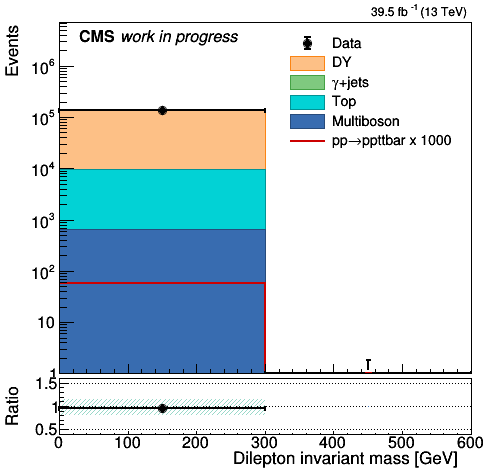 39.5 fb⁻¹ (13 TeV)
CMS work in progress
Events
Data
DY
γ+jets
Top
Multiboson
pp→ppttbar x 1000
10⁶
10⁵
10⁴
10³
10²
10
1
Ratio
1.5
1
0.5
0 100 200 300 400 500 600
Dilepton invariant mass [GeV]